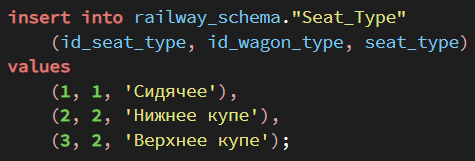 insert into railway_schema."Seat_Type"
(id_seat_type, id_wagon_type, seat_type)
values
(1, 1, 'Сидячее'),
(2, 2, 'Нижнее купе'),
(3, 2, 'Верхнее купе');